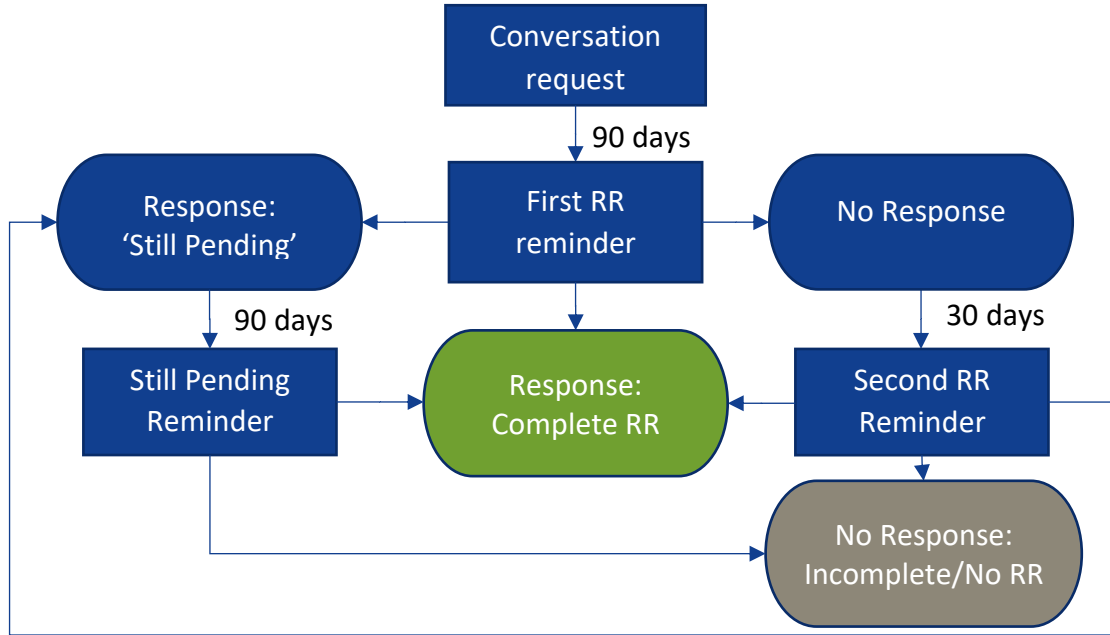 Conversation
request
90 days
First RR
reminder
Response:
‘Still Pending’
No Response
90 days
30 days
Still Pending
Reminder
Response:
Complete RR
Second RR
Reminder
No Response:
Incomplete/No RR